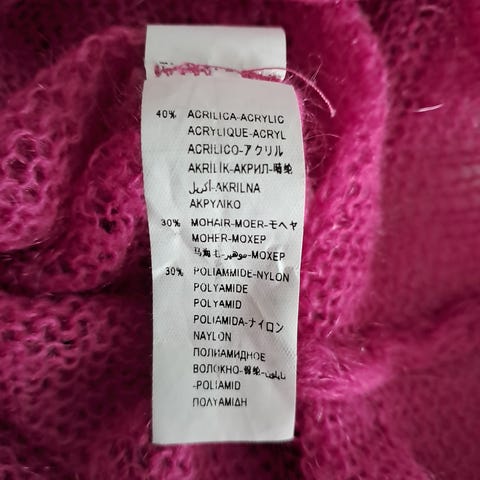 40% ACRILICA-ACRYLIC
ACRYLIQUE-ACRYL
ACRILICO-アクリル
AKRİLİK-АКРИЛ-腈纶
أكريل-AKRILNA
ΑΚΡΥΛΙΚΟ
30% MOHAIR-MOER-モヘヤ
MOHER-MOXEP
马海毛-موهير-МОХЕР
30% POLIAMMIDE-NYLON
POLYAMIDE
POLYAMID
POLIAMIDA-ナイロン
NAYLON
ПОЛИАМИДНОЕ
ВОЛОКНО-锦纶-نايلون
-POLIAMID
ΠΟΛΥΑΜΙΔΗ